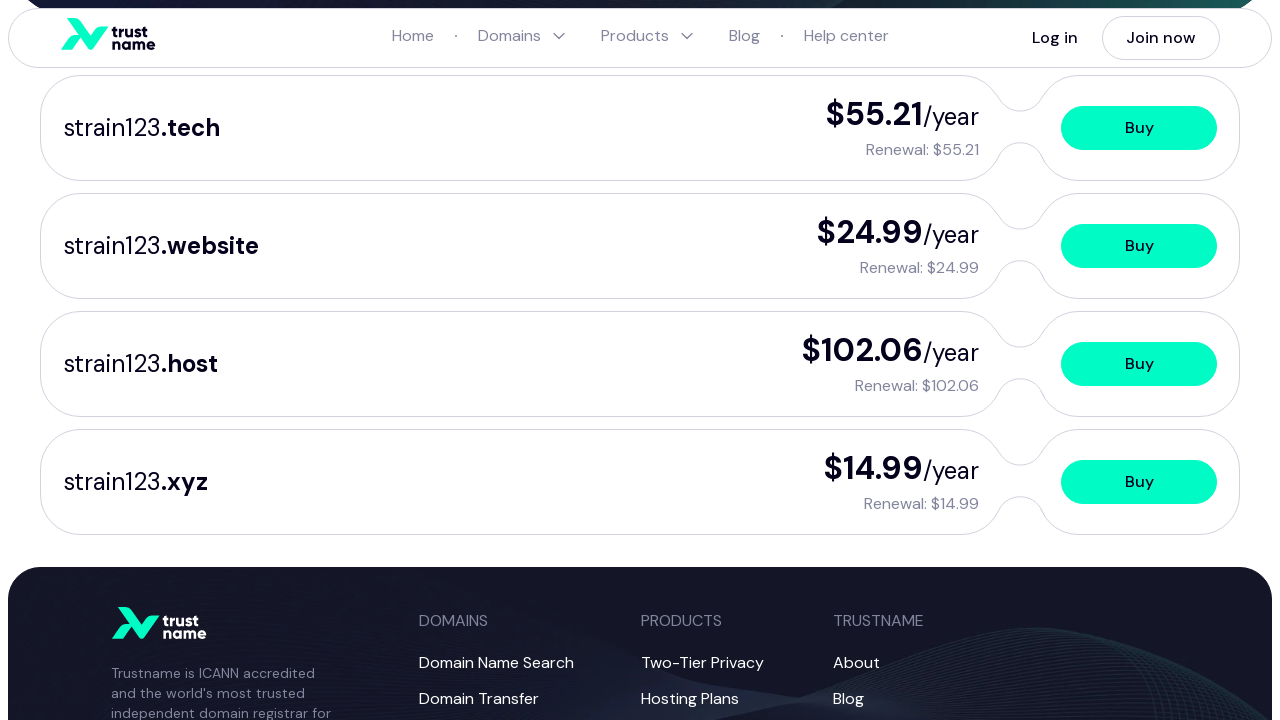 trust
name
Home · Domains Products Blog · Help center
Log in
Join now
strain123.tech
$55.21/year
Renewal: $55.21
Buy
strain123.website
$24.99/year
Renewal: $24.99
Buy
strain123.host
$102.06/year
Renewal: $102.06
Buy
strain123.xyz
$14.99/year
Renewal: $14.99
Buy
trust
name
Trustname is ICANN accredited
and the world's most trusted
independent domain registrar for
DOMAINS
Domain Name Search
Domain Transfer
PRODUCTS
Two-Tier Privacy
Hosting Plans
TRUSTNAME
About
Blog